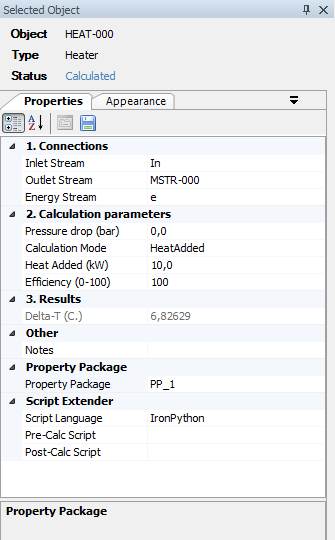 Selected Object
Object HEAT-000
Type Heater
Status Calculated
Properties Appearance
1. Connections
Inlet Stream In
Outlet Stream MSTR-000
Energy Stream e
2. Calculation parameters
Pressure drop (bar) 0,0
Calculation Mode HeatAdded
Heat Added (kW) 10,0
Efficiency (0-100) 100
3. Results
Delta-T (C.) 6,82629
Other
Notes
Property Package
Property Package PP_1
Script Extender
Script Language IronPython
Pre-Calc Script
Post-Calc Script
Property Package